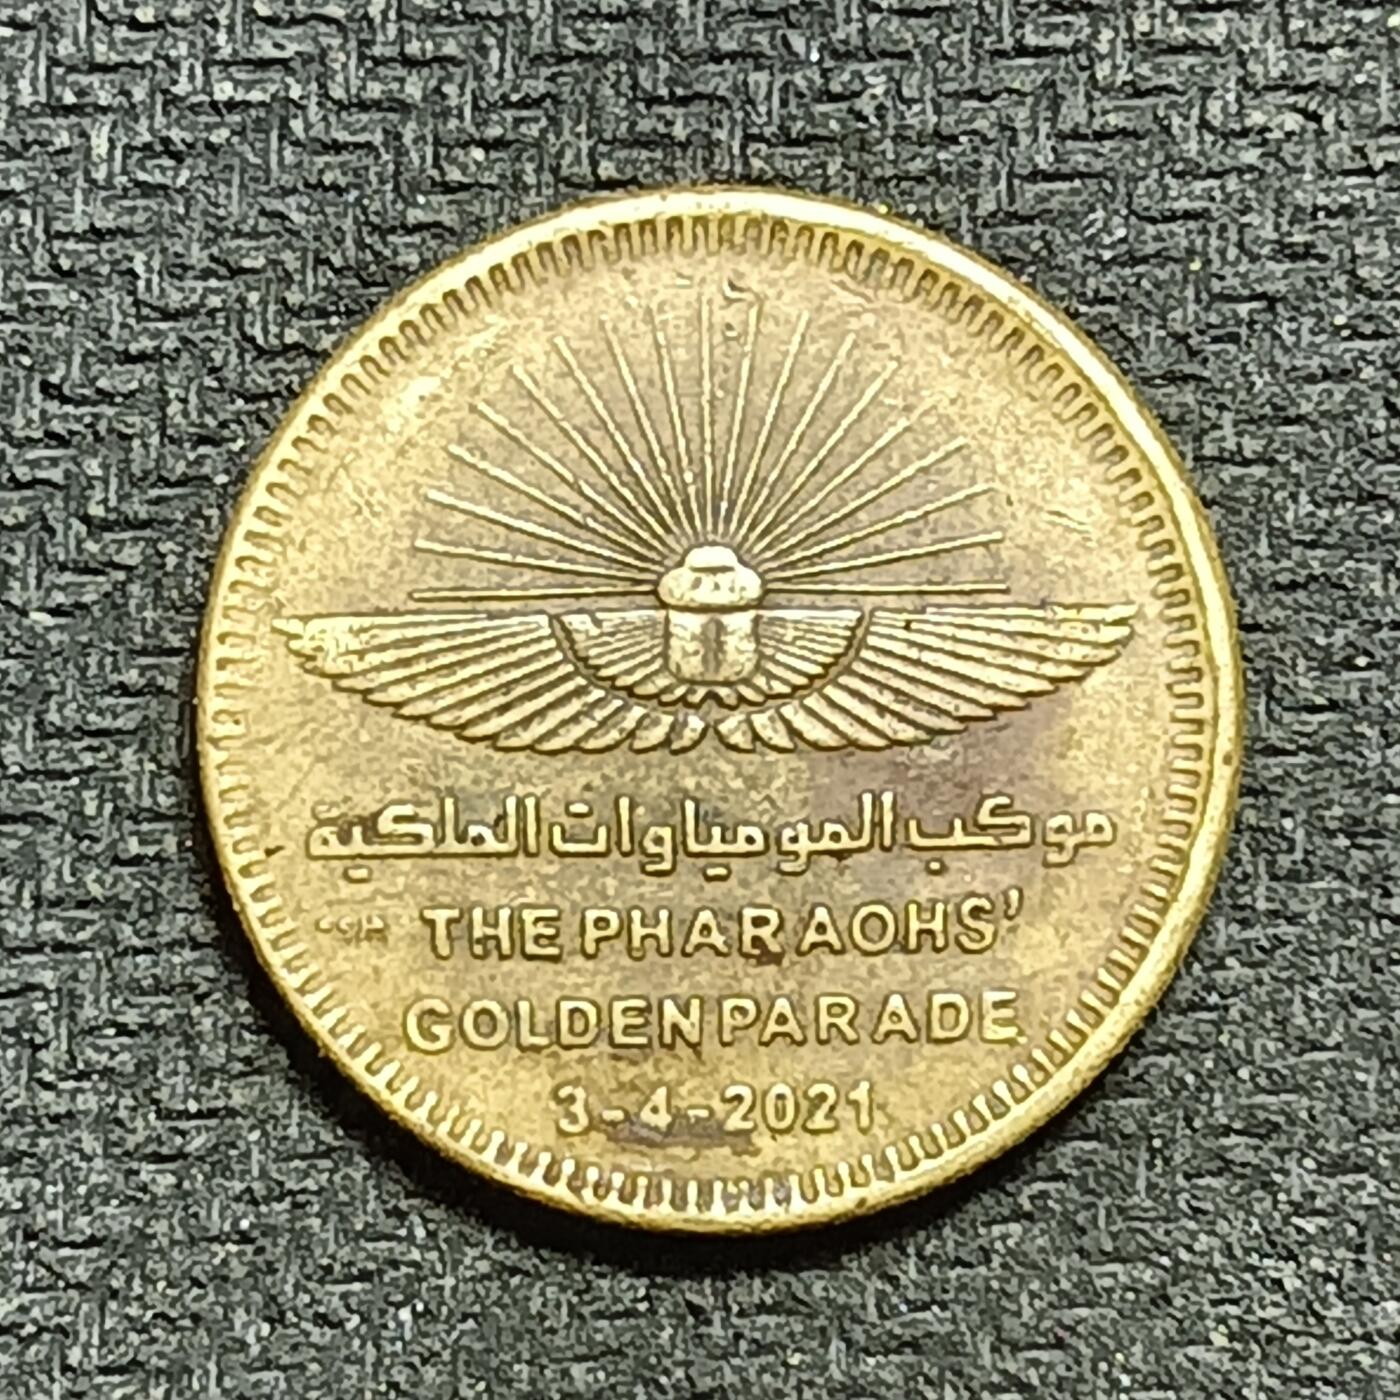 موكب المومياوات الملكية
THE PHARAOHS'
GOLDEN PARADE
3-4-2021